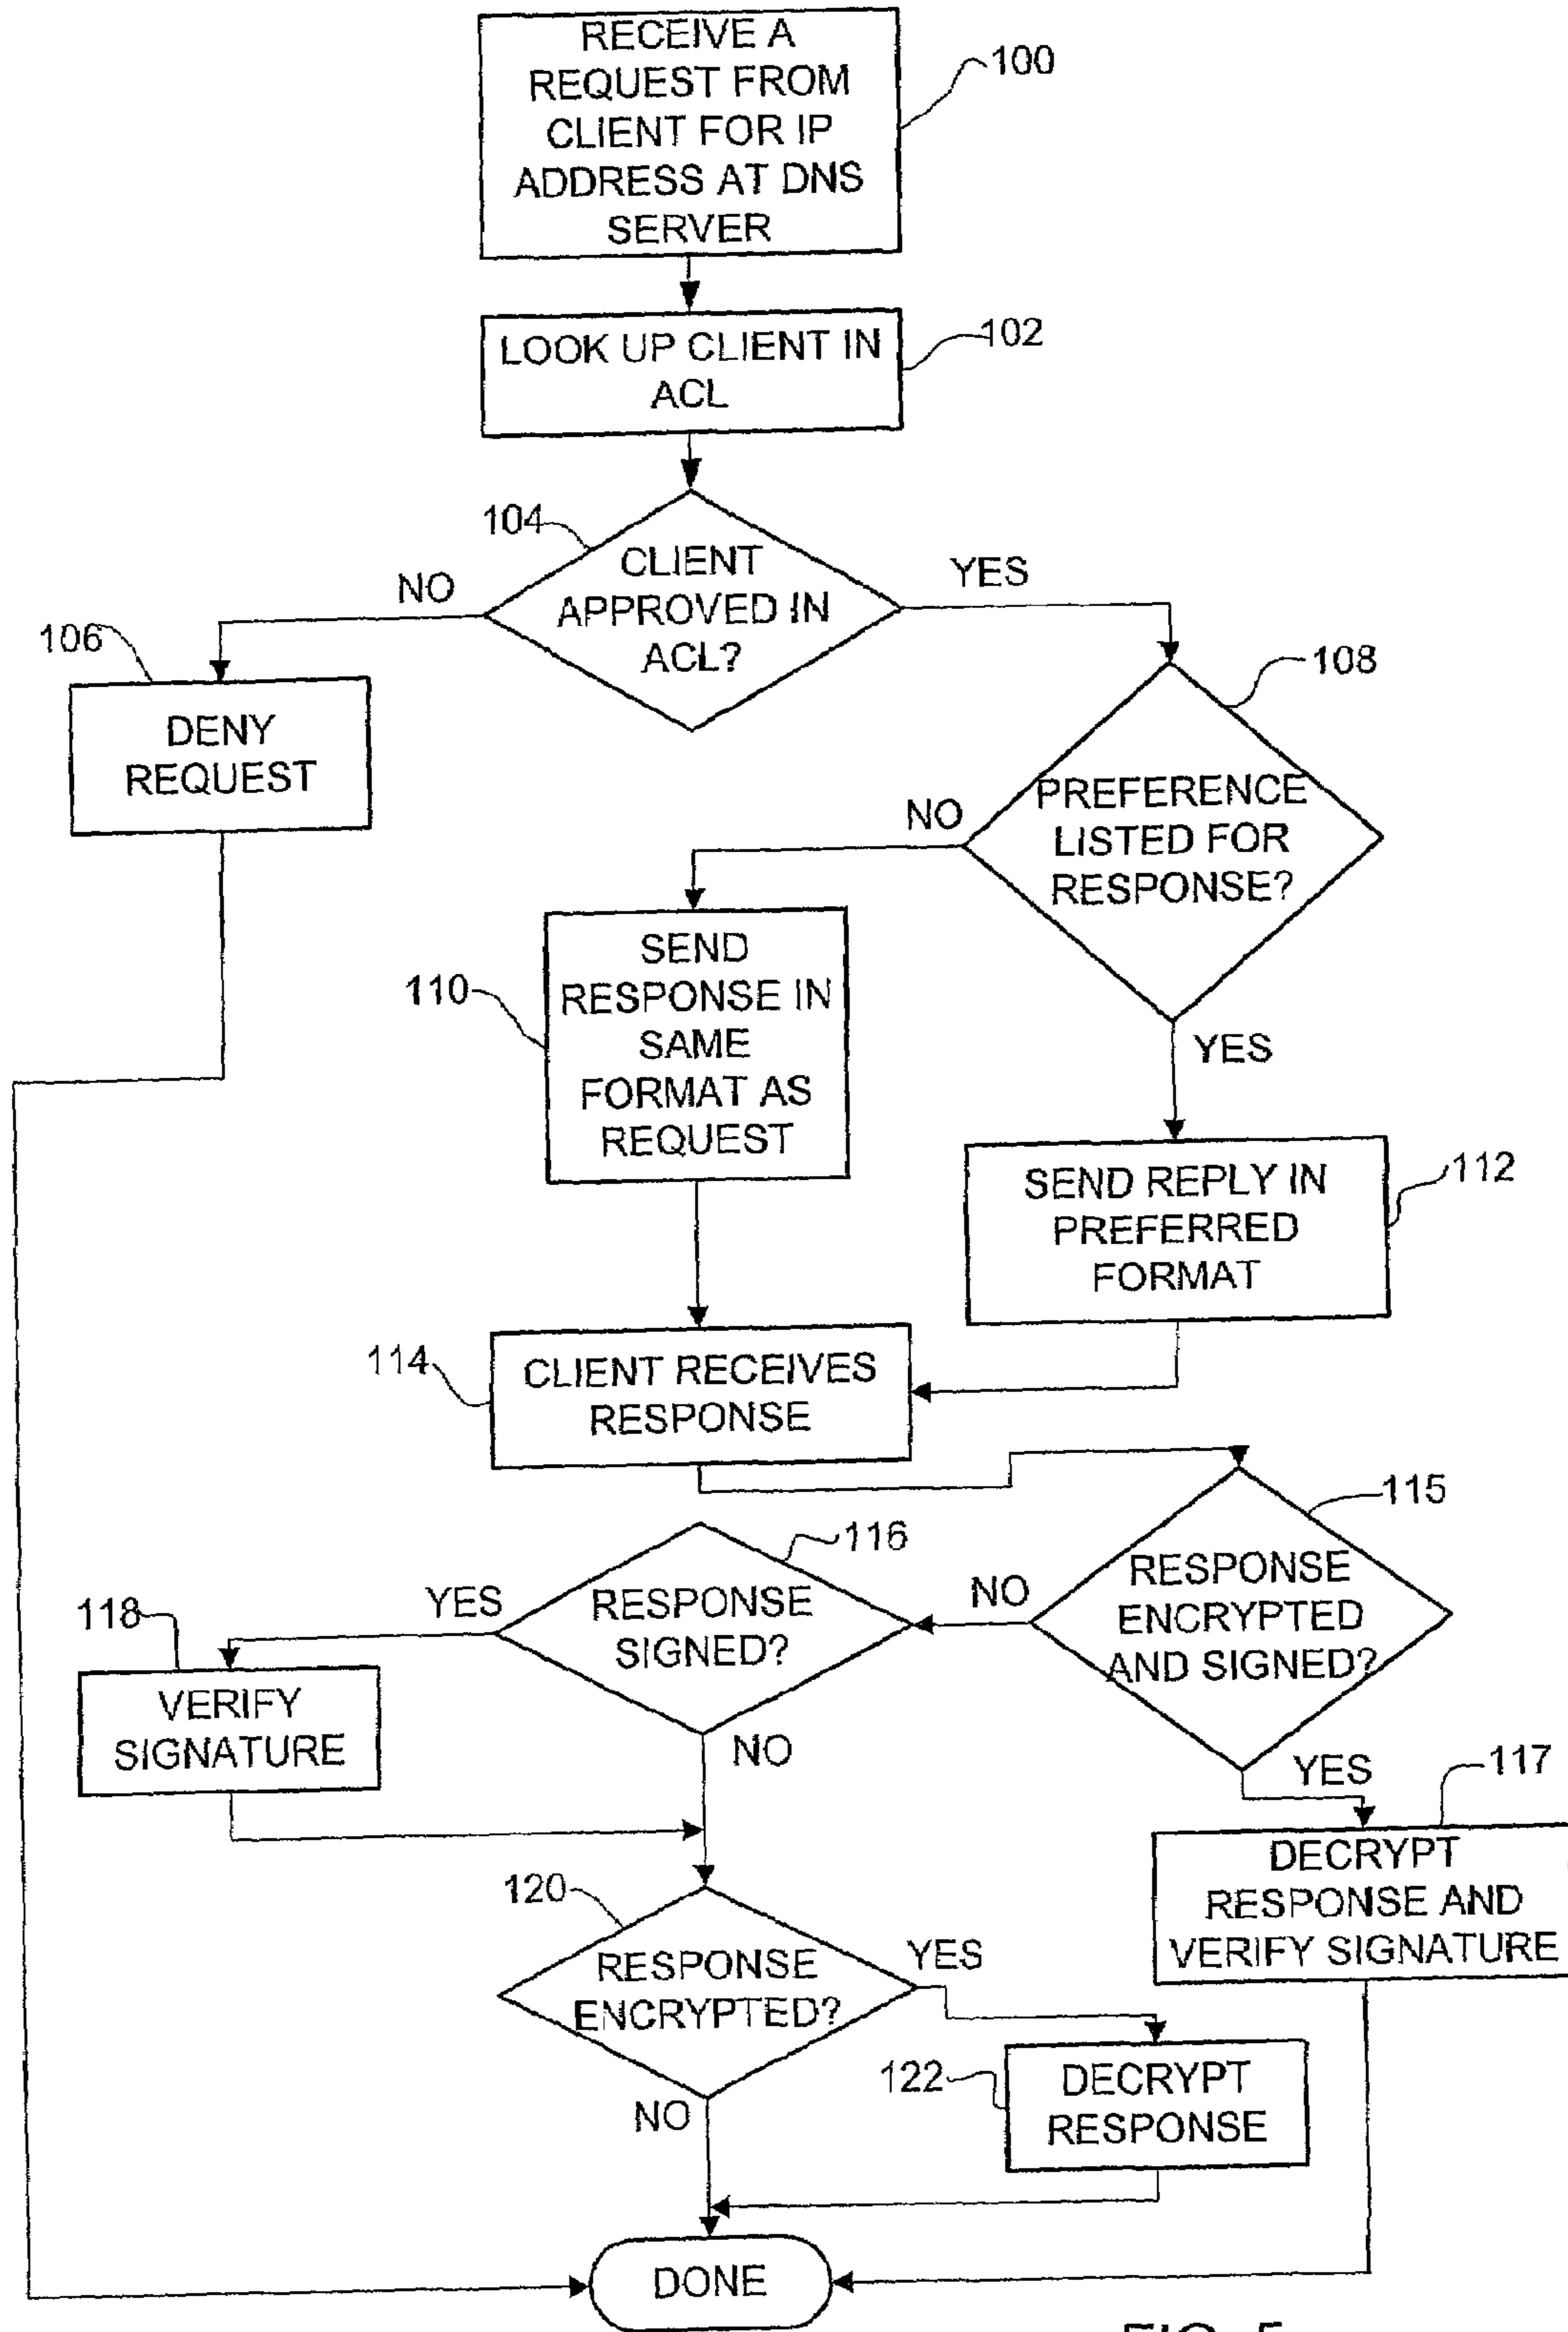 RECEIVE A
REQUEST FROM
CLIENT FOR IP
ADDRESS AT DNS
SERVER
100
LOOK UP CLIENT IN
ACL
102
104
CLIENT
APPROVED IN
ACL?
NO
YES
106
DENY
REQUEST
108
PREFERENCE
LISTED FOR
RESPONSE?
NO
YES
110
SEND
RESPONSE IN
SAME
FORMAT AS
REQUEST
SEND REPLY IN
PREFERRED
FORMAT
112
114
CLIENT RECEIVES
RESPONSE
115
RESPONSE
ENCRYPTED
AND SIGNED?
NO
YES
116
RESPONSE
SIGNED?
YES
NO
118
VERIFY
SIGNATURE
117
DECRYPT
RESPONSE AND
VERIFY SIGNATURE
120
RESPONSE
ENCRYPTED?
YES
NO
122
DECRYPT
RESPONSE
DONE